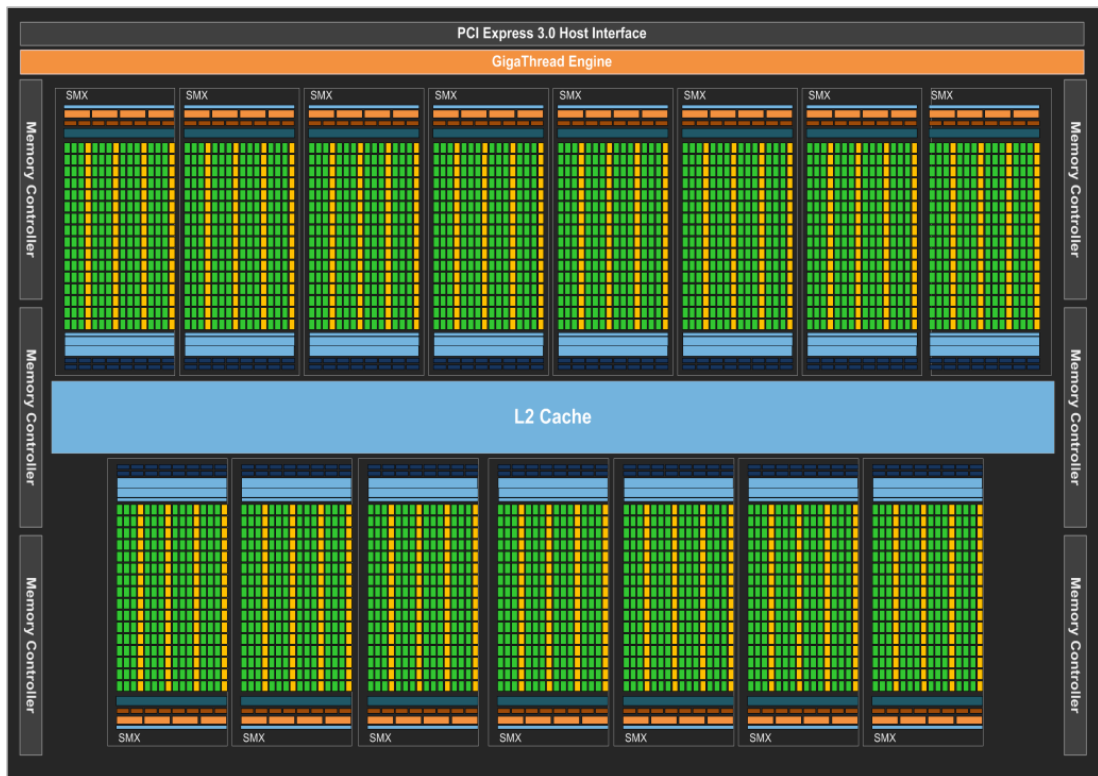 PCI Express 3.0 Host Interface
GigaThread Engine
SMX
SMX
SMX
SMX
SMX
SMX
SMX
SMX
Memory Controller
Memory Controller
Memory Controller
Memory Controller
L2 Cache
Memory Controller
Memory Controller
SMX
SMX
SMX
SMX
SMX
SMX
SMX